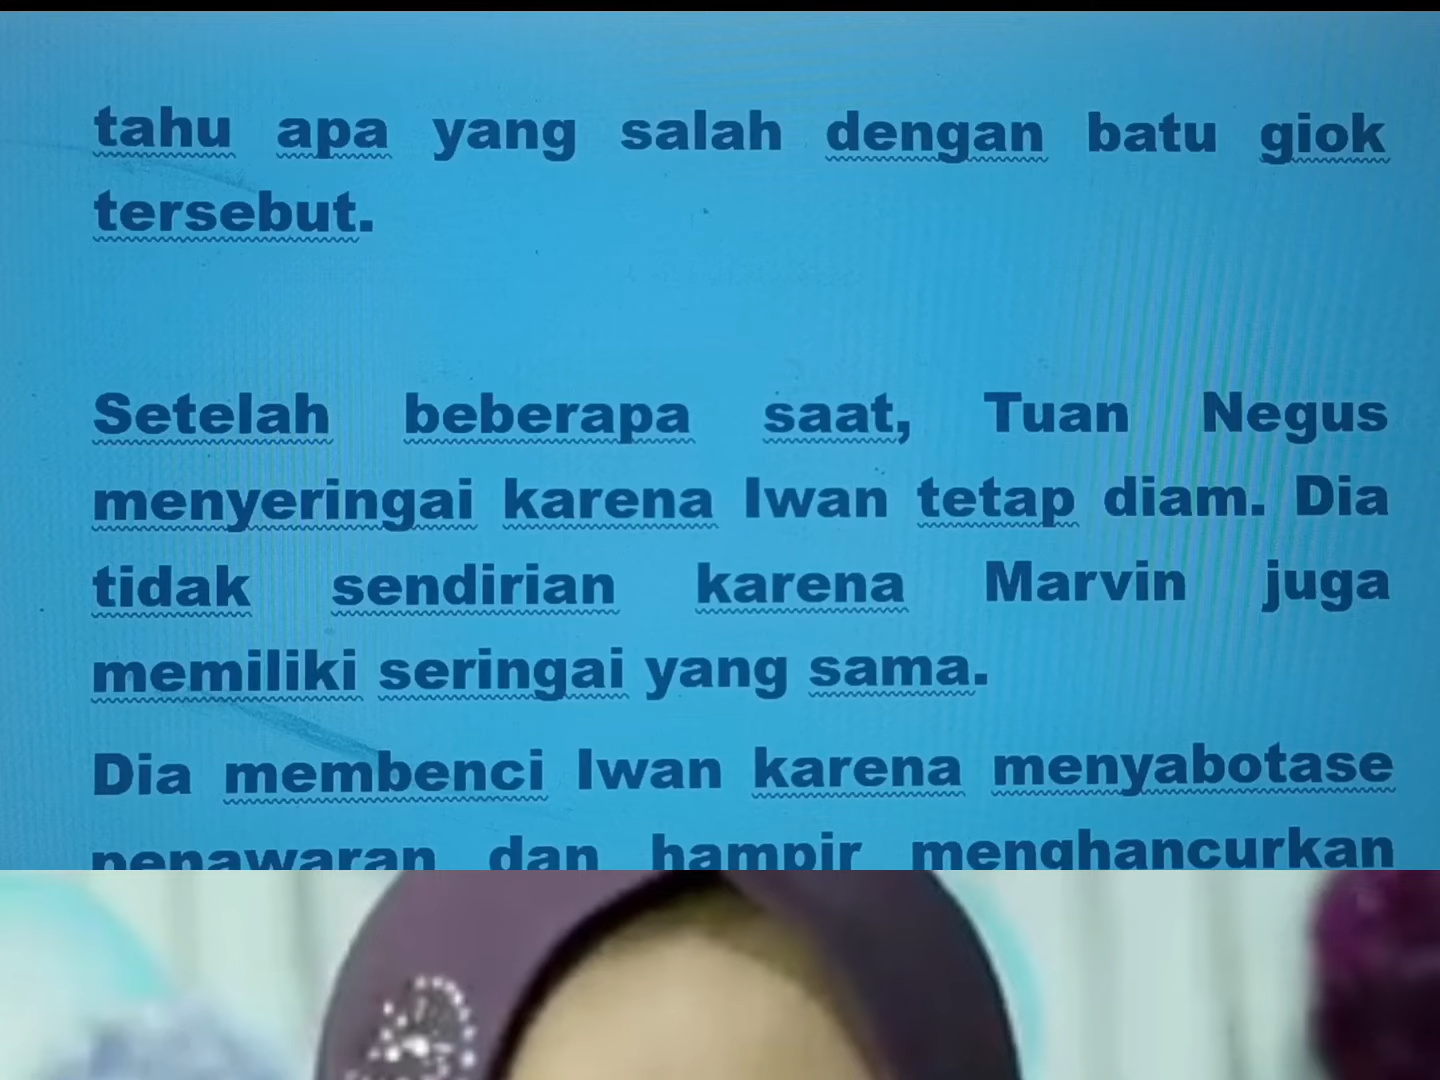 tahu apa yang salah dengan batu giok
tersebut.
Setelah beberapa saat, Tuan Negus
menyeringai karena Iwan tetap diam. Dia
tidak sendirian karena Marvin juga
memiliki seringai yang sama.
Dia membenci Iwan karena menyabotase
penawaran dan hampir menghancurkan